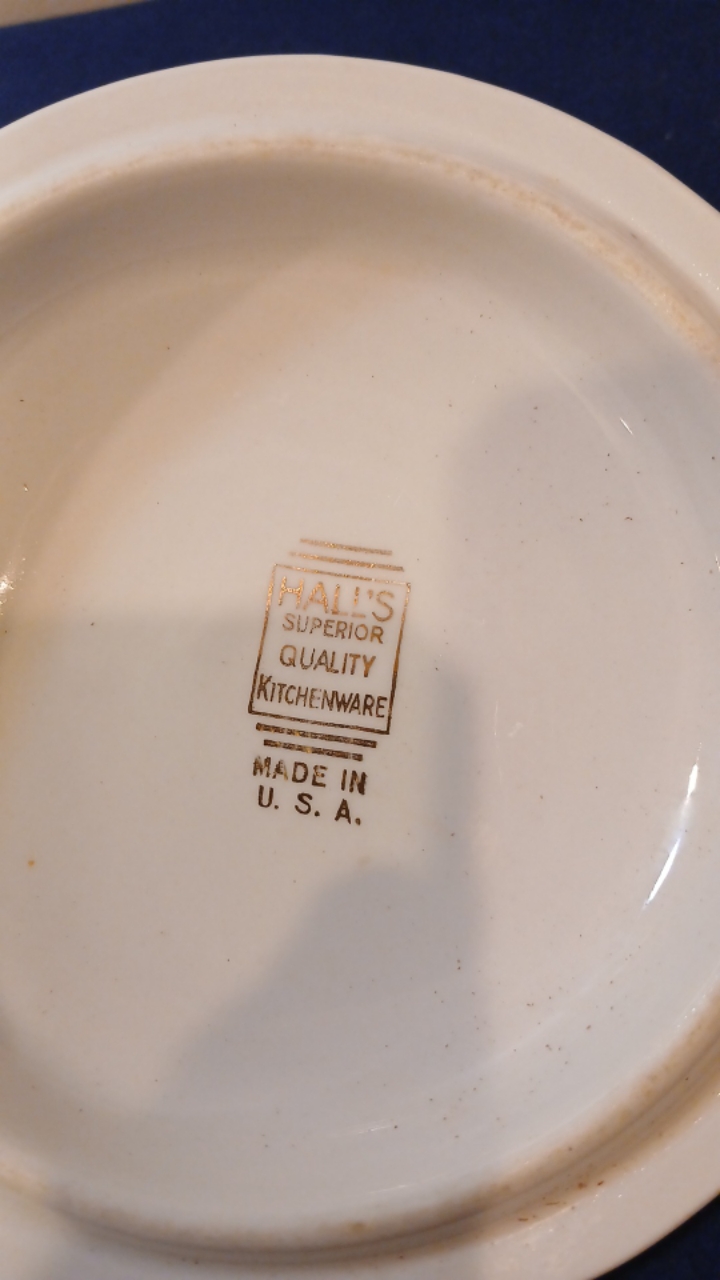 HALL'S
SUPERIOR
QUALITY
KITCHENWARE
MADE IN
U. S. A.